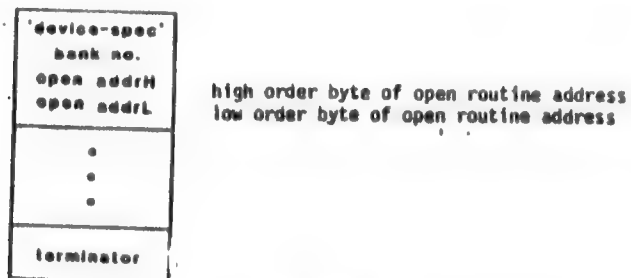 'device-spec'
bank no.
open addrH high order byte of open routine address
open addrL low order byte of open routine address
terminator